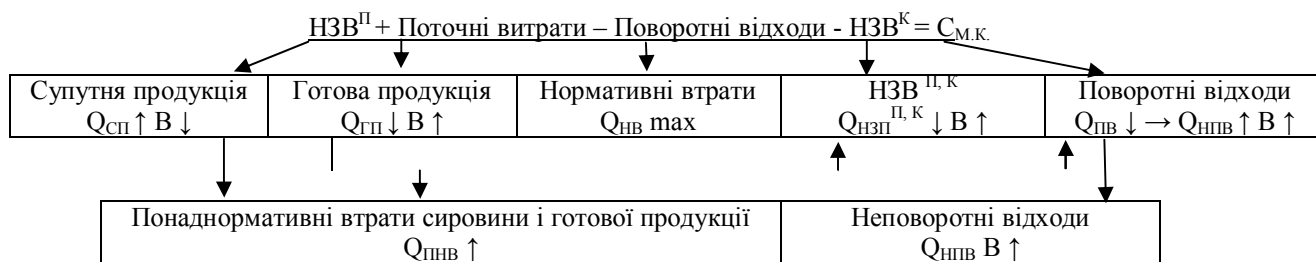 НЗВ^П + Поточні витрати – Поворотні відходи - НЗВ^К = С_М.К.
Супутня продукція
Q_СП ↑ В ↓
Готова продукція
Q_ГП ↓ В ↑
Нормативні втрати
Q_НВ max
НЗВ^П, К
Q_НЗП^П, К ↓ В ↑
Поворотні відходи
Q_ПВ ↓ → Q_НПВ ↑ В ↑
Понаднормативні втрати сировини і готової продукції
Q_ПНВ ↑
Неповоротні відходи
Q_НПВ В ↑